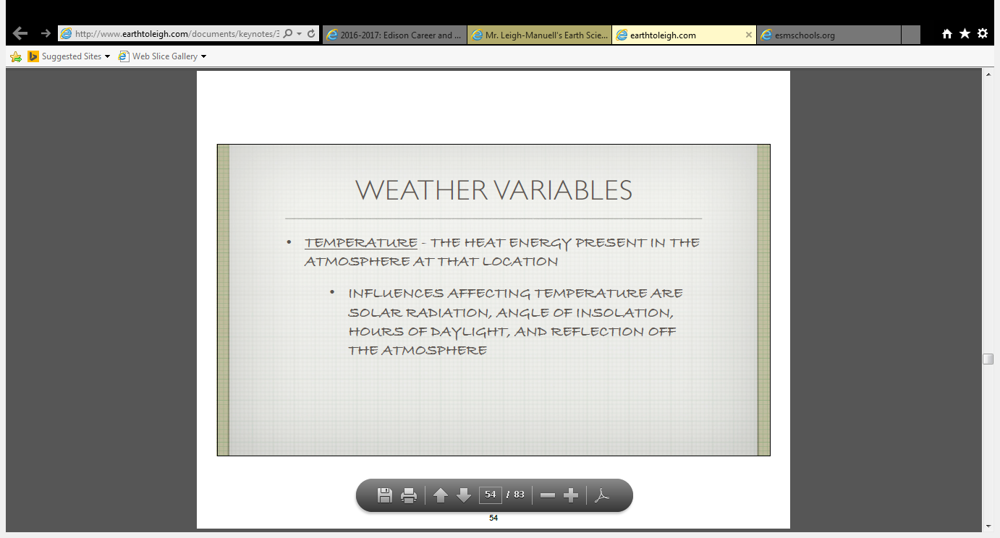 http://www.earthtoleigh.com/documents/keynotes/3
2016-2017: Edison Career and ...
Mr. Leigh-Manuell's Earth Scie...
earthtoleigh.com
esmschools.org
Suggested Sites
Web Slice Gallery
WEATHER VARIABLES
• TEMPERATURE - THE HEAT ENERGY PRESENT IN THE
ATMOSPHERE AT THAT LOCATION
• INFLUENCES AFFECTING TEMPERATURE ARE
SOLAR RADIATION, ANGLE OF INSOLATION,
HOURS OF DAYLIGHT, AND REFLECTION OFF
THE ATMOSPHERE
54 / 83
54